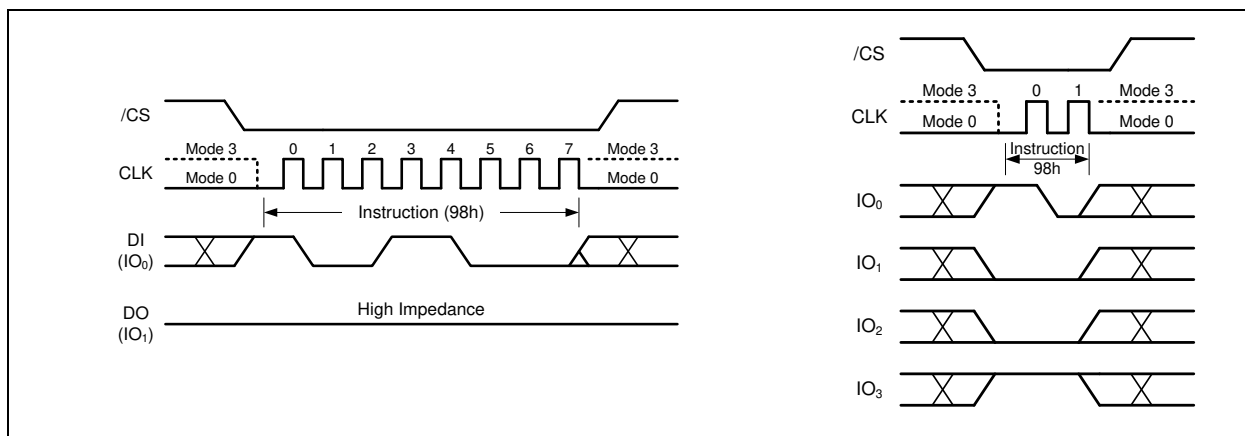 /CS
Mode 3 0 1 2 3 4 5 6 7 Mode 3
CLK
Mode 0 Mode 0
Instruction (98h)
DI
(IO0)
High Impedance
DO
(IO1)
/CS
Mode 3 0 1 Mode 3
CLK
Mode 0 Mode 0
Instruction
98h
IO0
IO1
IO2
IO3